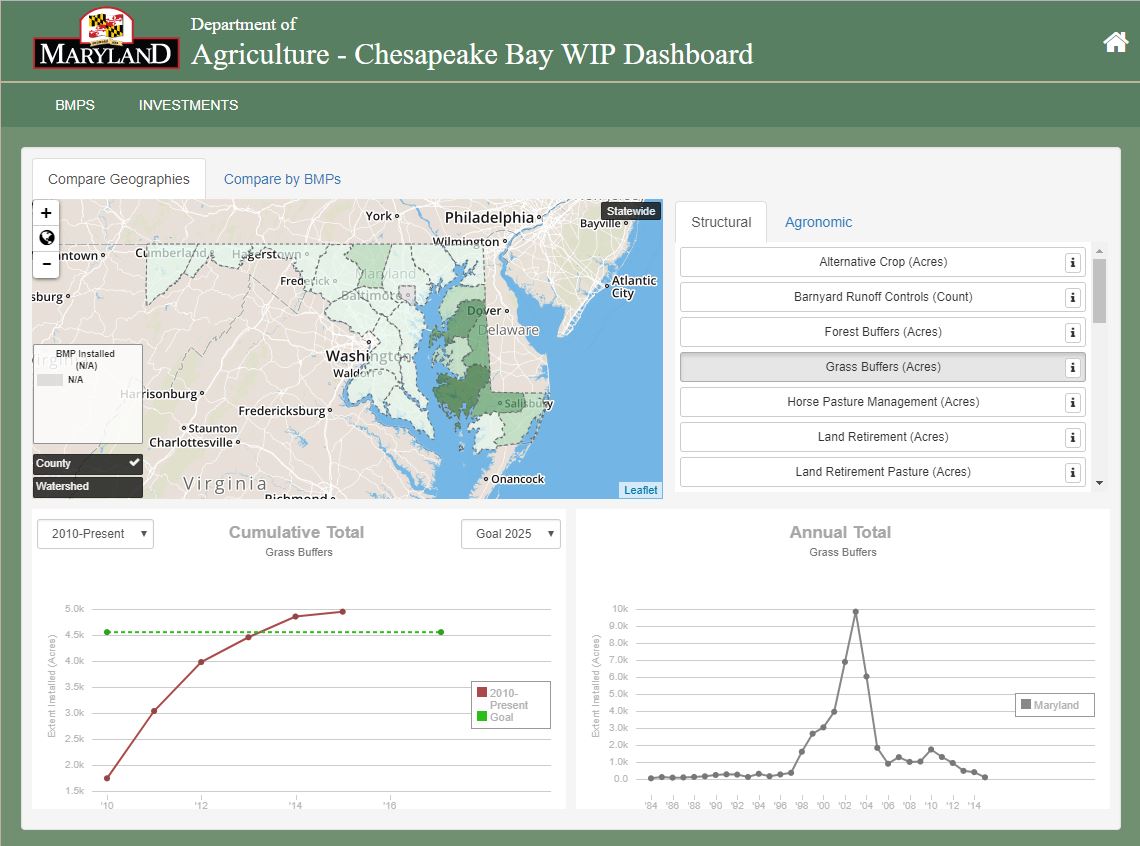 MARYLAND
Department of
Agriculture - Chesapeake Bay WIP Dashboard
BMPS
INVESTMENTS
Compare Geographies
Compare by BMPs
+
−
Statewide
York
Philadelphia
Bayville
Wilmington
Cumberland
Hagerstown
Maryland
Frederick
Baltimore
Atlantic
City
Dover
Delaware
Washington
Waldorf
Salisbury
Fredericksburg
Staunton
Charlottesville
Virginia
Onancock
BMP Installed
(N/A)
N/A
County
Watershed
Leaflet
Structural
Agronomic
Alternative Crop (Acres)
Barnyard Runoff Controls (Count)
Forest Buffers (Acres)
Grass Buffers (Acres)
Horse Pasture Management (Acres)
Land Retirement (Acres)
Land Retirement Pasture (Acres)
2010-Present
Cumulative Total
Grass Buffers
Goal 2025
5.0k
4.5k
4.0k
3.5k
3.0k
2.5k
2.0k
1.5k
Extent Installed (Acres)
'10 '12 '14 '16
2010-
Present
Goal
Annual Total
Grass Buffers
10k
9.0k
8.0k
7.0k
6.0k
5.0k
4.0k
3.0k
2.0k
1.0k
0.0
Extent Installed (Acres)
'84 '86 '88 '90 '92 '94 '96 '98 '00 '02 '04 '06 '08 '10 '12 '14
Maryland